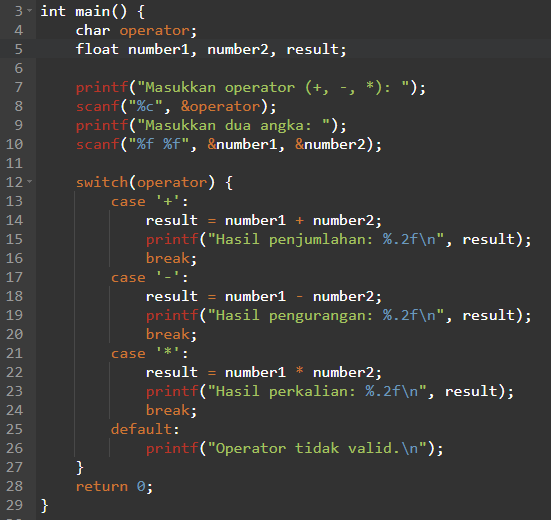 3 int main() {
4     char operator;
5     float number1, number2, result;
6
7     printf("Masukkan operator (+, -, *): ");
8     scanf("%c", &operator);
9     printf("Masukkan dua angka: ");
10     scanf("%f %f", &number1, &number2);
11
12     switch(operator) {
13         case '+':
14             result = number1 + number2;
15             printf("Hasil penjumlahan: %.2f\n", result);
16             break;
17         case '-':
18             result = number1 - number2;
19             printf("Hasil pengurangan: %.2f\n", result);
20             break;
21         case '*':
22             result = number1 * number2;
23             printf("Hasil perkalian: %.2f\n", result);
24             break;
25         default:
26             printf("Operator tidak valid.\n");
27     }
28     return 0;
29 }